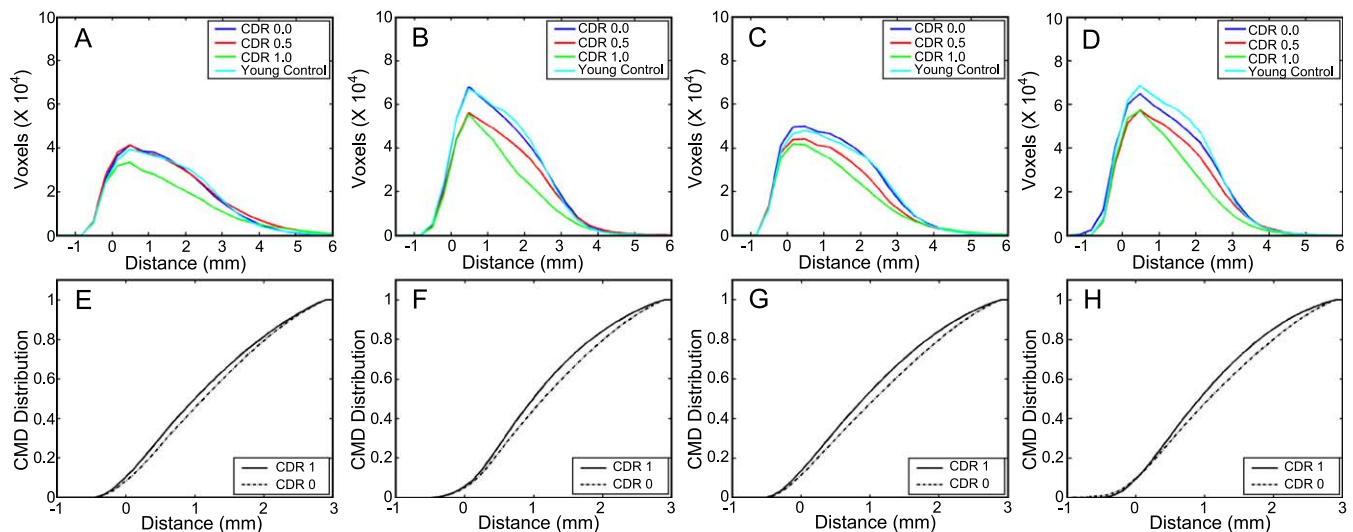 A
CDR 0.0
CDR 0.5
CDR 1.0
Young Control
Voxels (X 10⁴)
10
8
6
4
2
0
-1 0 1 2 3 4 5 6
Distance (mm)
B
CDR 0.0
CDR 0.5
CDR 1.0
Young Control
Voxels (X 10⁴)
10
8
6
4
2
0
-1 0 1 2 3 4 5 6
Distance (mm)
C
CDR 0.0
CDR 0.5
CDR 1.0
Young Control
Voxels (X 10⁴)
10
8
6
4
2
0
-1 0 1 2 3 4 5 6
Distance (mm)
D
CDR 0.0
CDR 0.5
CDR 1.0
Young Control
Voxels (X 10⁴)
10
8
6
4
2
0
-1 0 1 2 3 4 5 6
Distance (mm)
E
CMD Distribution
1
0.8
0.6
0.4
0.2
0
CDR 1
CDR 0
-1 0 1 2 3
Distance (mm)
F
CMD Distribution
1
0.8
0.6
0.4
0.2
0
CDR 1
CDR 0
-1 0 1 2 3
Distance (mm)
G
CMD Distribution
1
0.8
0.6
0.4
0.2
0
CDR 1
CDR 0
-1 0 1 2 3
Distance (mm)
H
CMD Distribution
1
0.8
0.6
0.4
0.2
0
CDR 1
CDR 0
-1 0 1 2 3
Distance (mm)